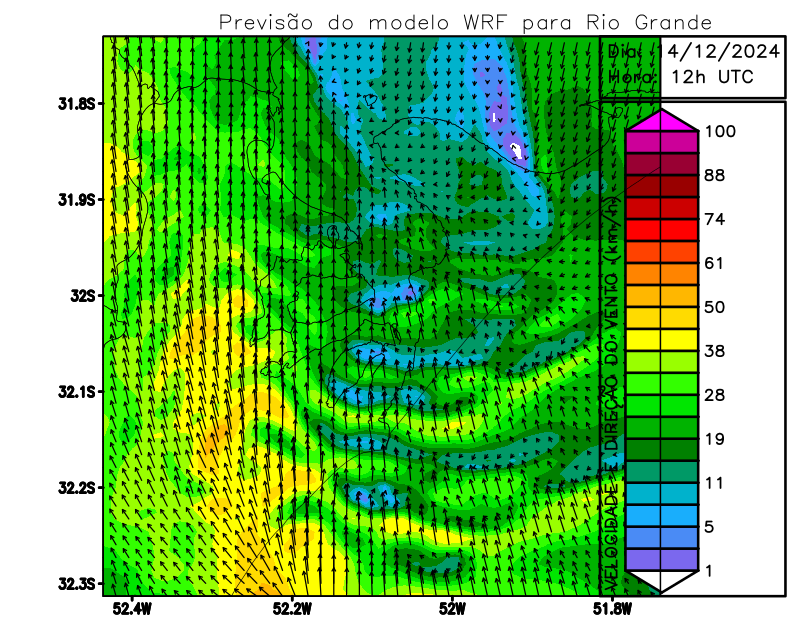 Previsão do modelo WRF para Rio Grande
Dia: 14/12/2024
Hora: 12h UTC
31.8S
31.9S
32S
32.1S
32.2S
32.3S
52.4W
52.2W
52W
51.8W
VELOCIDADE E DIREÇÃO DO VENTO (km/h)
100
88
74
61
50
38
28
19
11
5
1